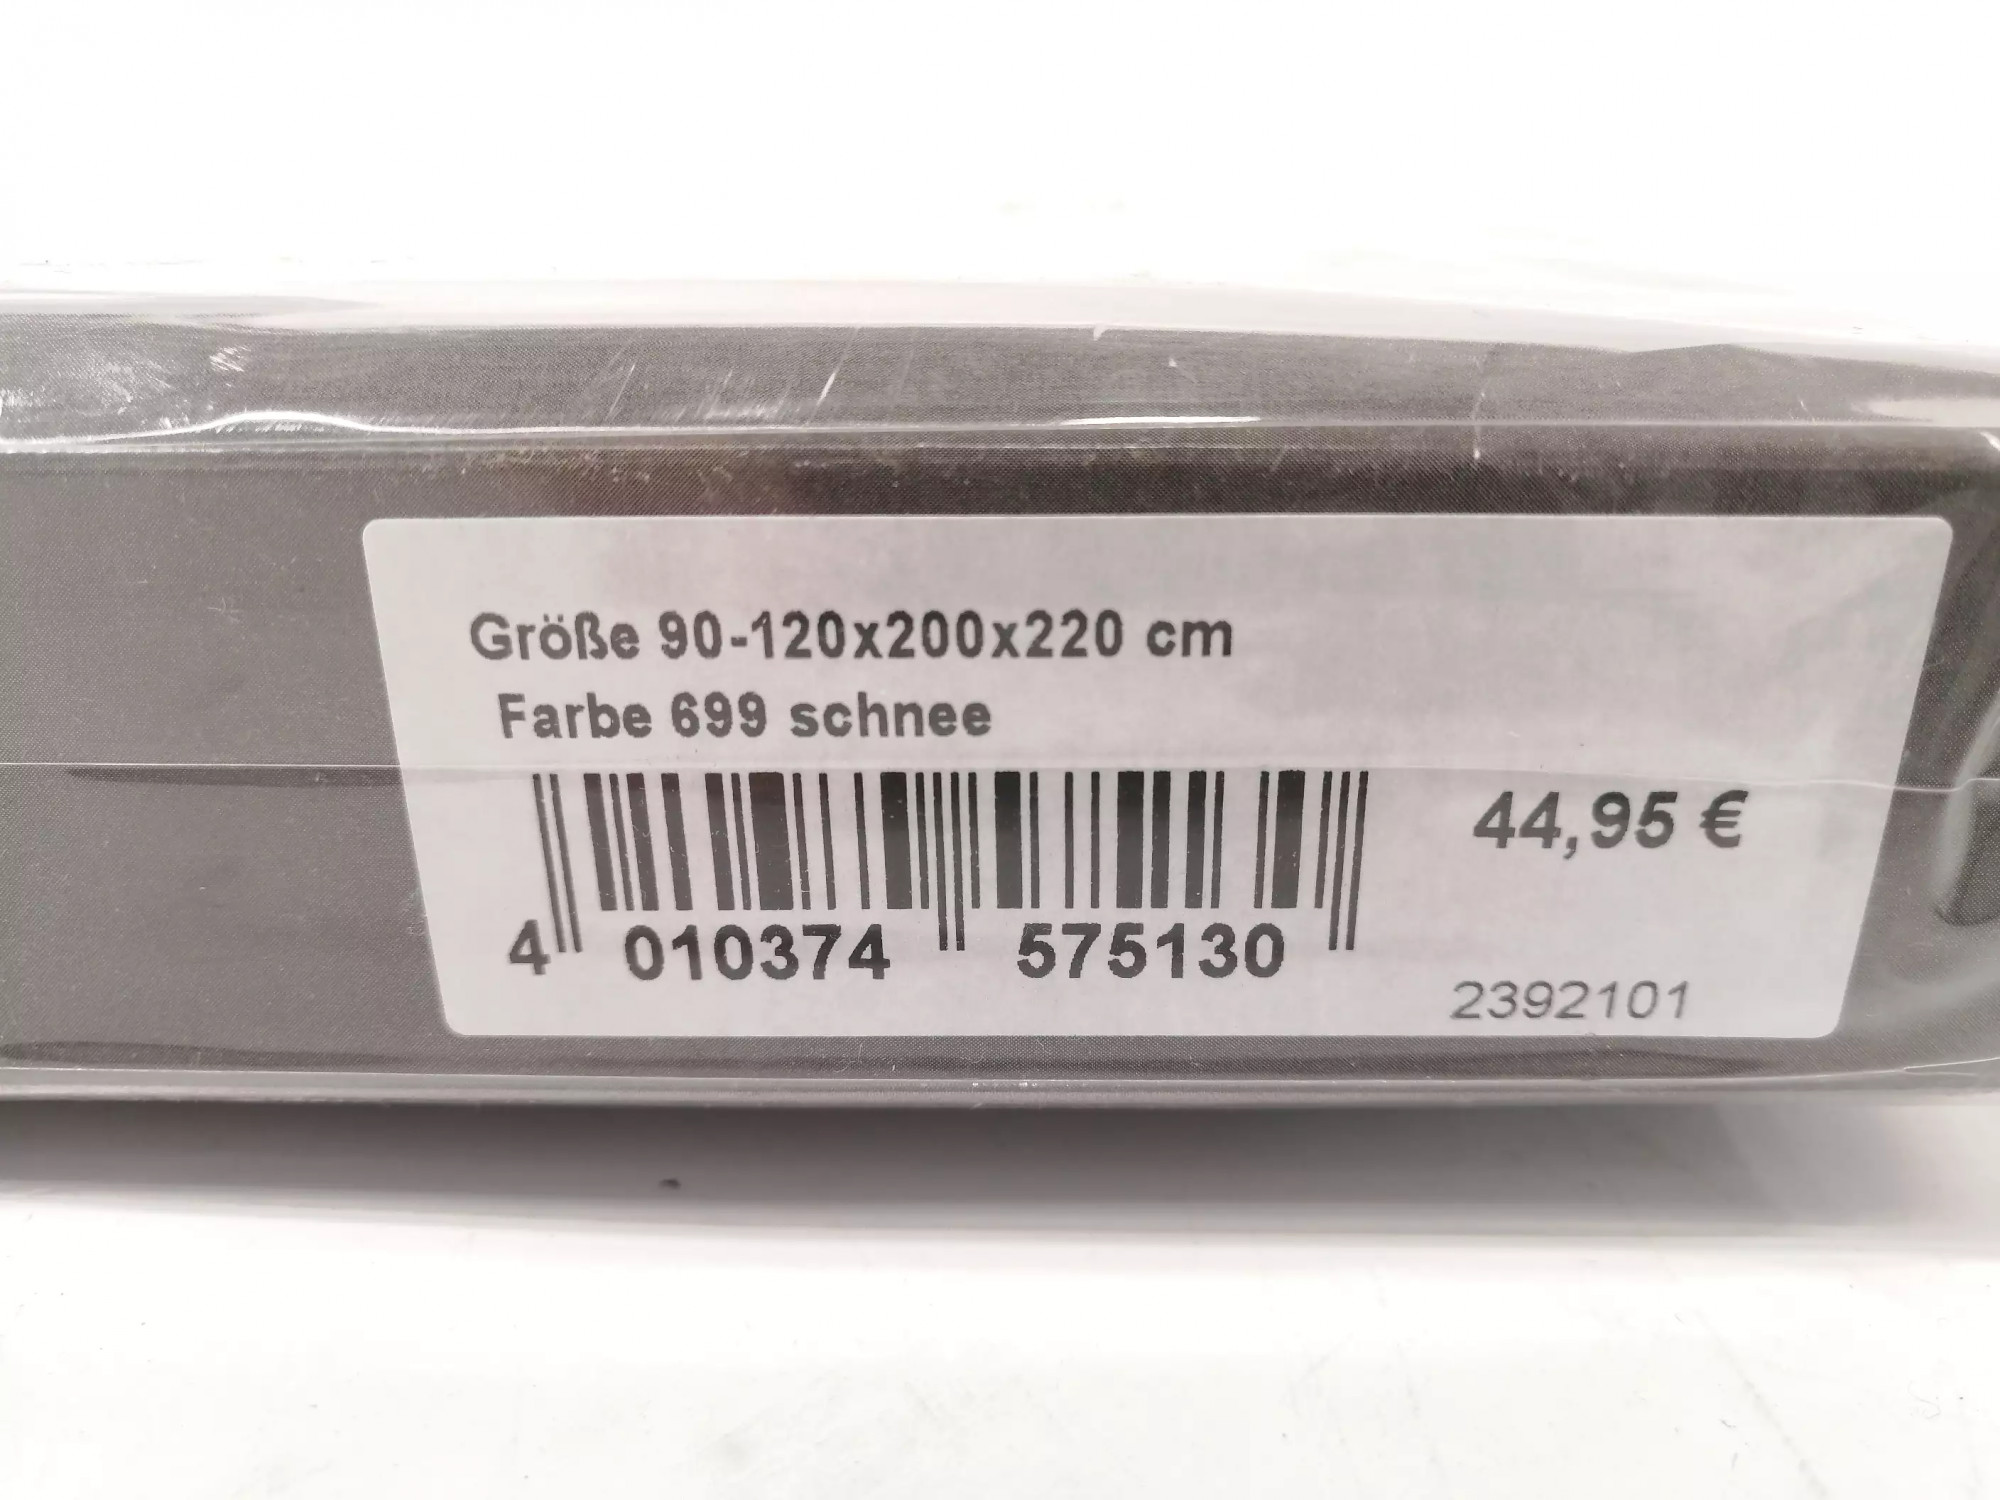 Größe 90-120x200x220 cm
Farbe 699 schnee
44,95 €
4 010374 575130
2392101